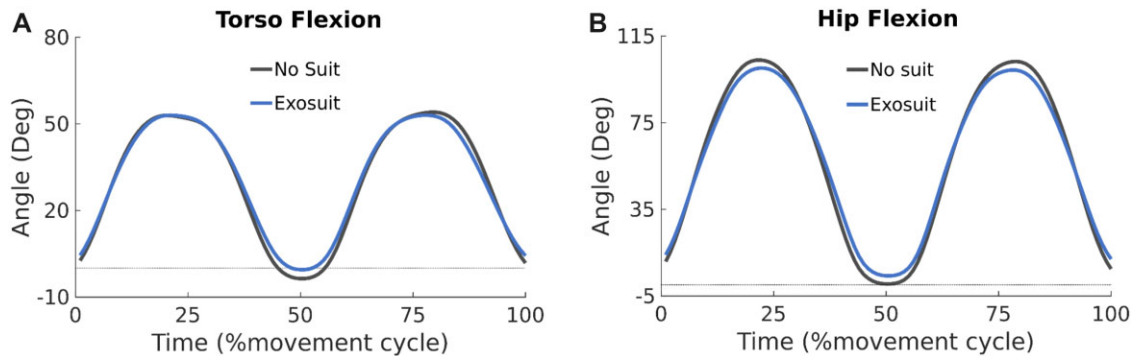 A
Torso Flexion
80
50
20
-10
Angle (Deg)
No Suit
Exosuit
0
25
50
75
100
Time (%movement cycle)
B
Hip Flexion
115
75
35
-5
Angle (Deg)
No suit
Exosuit
0
25
50
75
100
Time (%movement cycle)